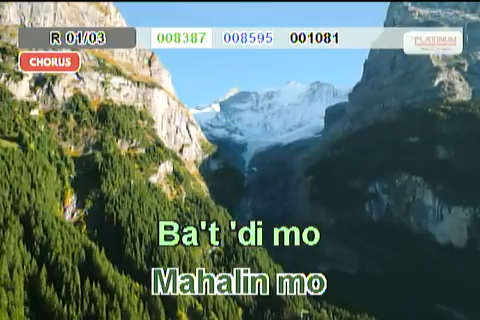 R 01/03 008387 008595 001081 PLATINUM
CHORUS
Ba't 'di mo
Mahalin mo